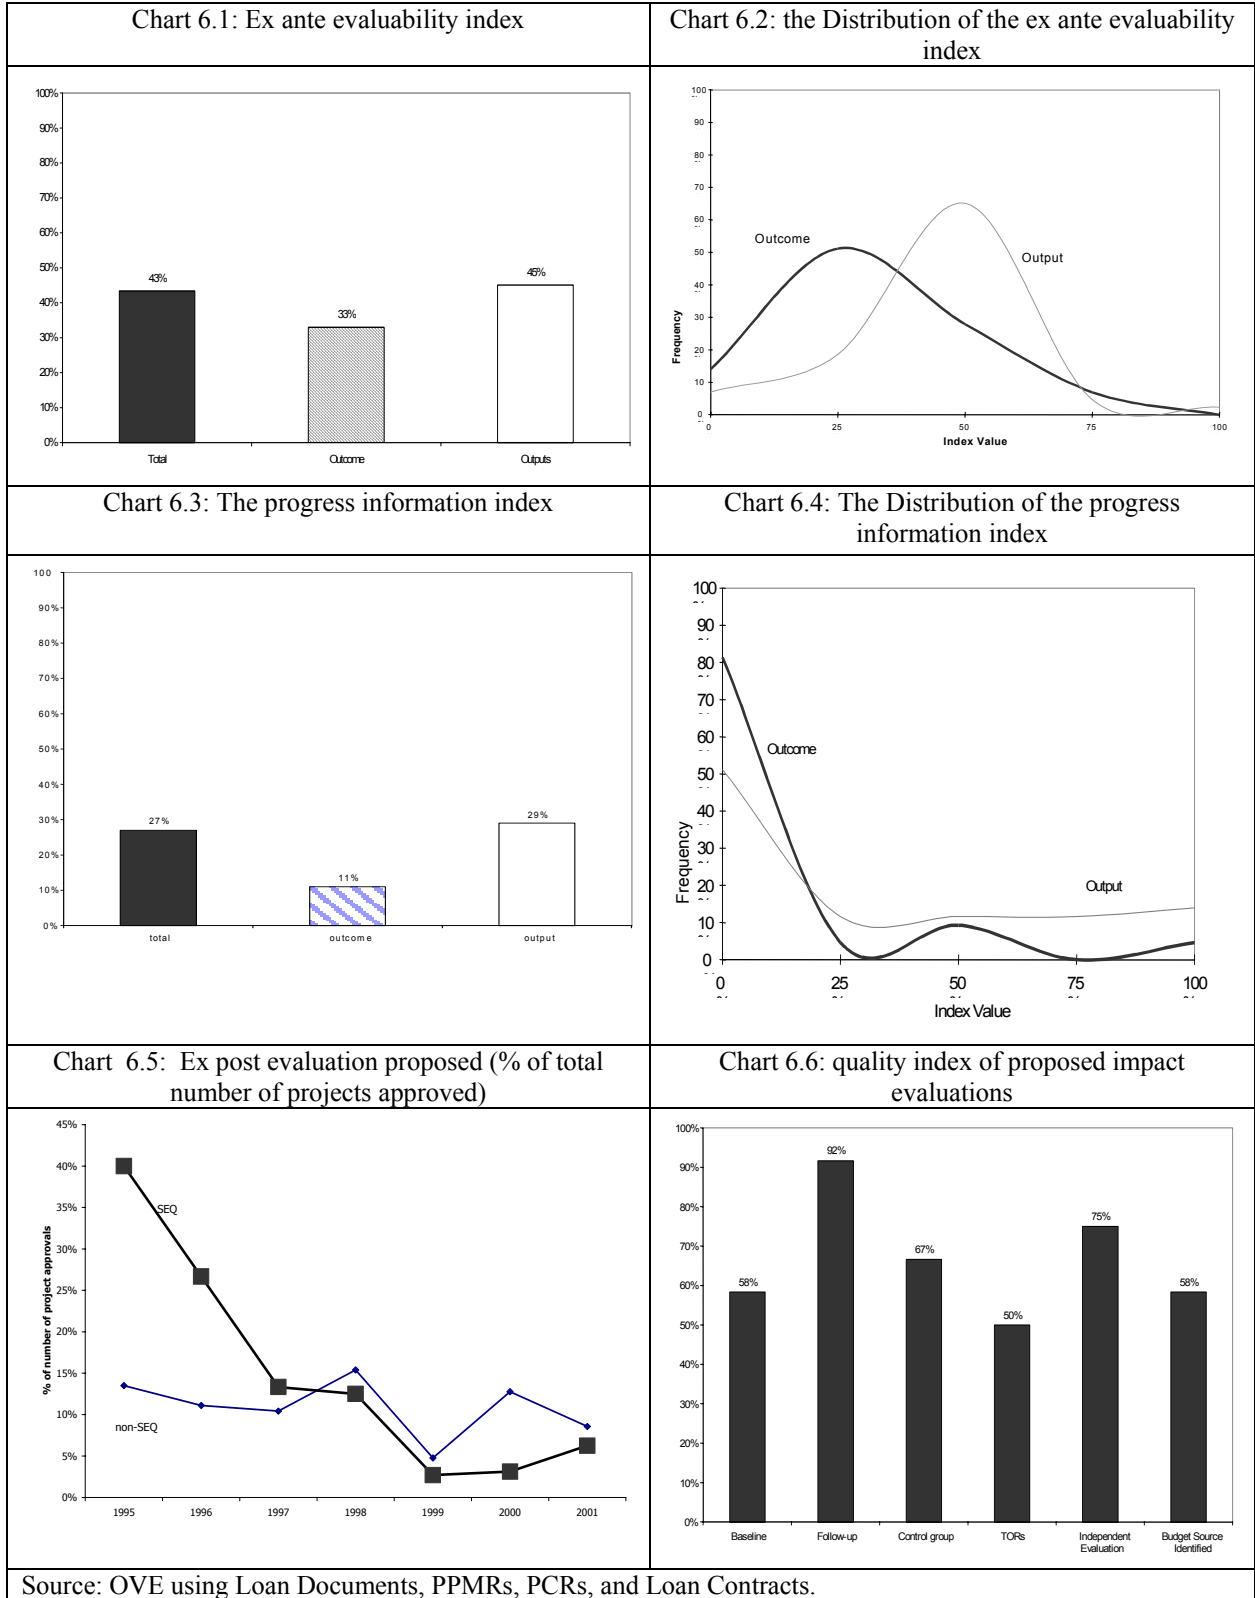 Chart 6.1: Ex ante evaluability index
Chart 6.2: the Distribution of the ex ante evaluability
index
100%
90%
80%
70%
60%
50%
40%
30%
20%
10%
0%
43%
33%
45%
Total
Outcome
Outputs
100
90
80
70
60
50
40
30
20
10
0
Frequency
Outcome
Output
0
25
50
75
100
Index Value
Chart 6.3: The progress information index
Chart 6.4: The Distribution of the progress
information index
100
90%
80%
70%
60%
50%
40%
30%
20%
10%
0%
27%
11%
29%
total
outcome
output
100
90
80
70
60
50
40
30
20
10
0
Frequency
Outcome
Output
0
25
50
75
100
Index Value
Chart 6.5: Ex post evaluation proposed (% of total
number of projects approved)
Chart 6.6: quality index of proposed impact
evaluations
45%
40%
35%
30%
25%
20%
15%
10%
5%
0%
% of number of project approvals
SEQ
non-SEQ
1995
1996
1997
1998
1999
2000
2001
100%
90%
80%
70%
60%
50%
40%
30%
20%
10%
0%
58%
92%
67%
50%
75%
58%
Baseline
Follow-up
Control group
TORs
Independent
Evaluation
Budget Source
Identified
Source: OVE using Loan Documents, PPMRs, PCRs, and Loan Contracts.